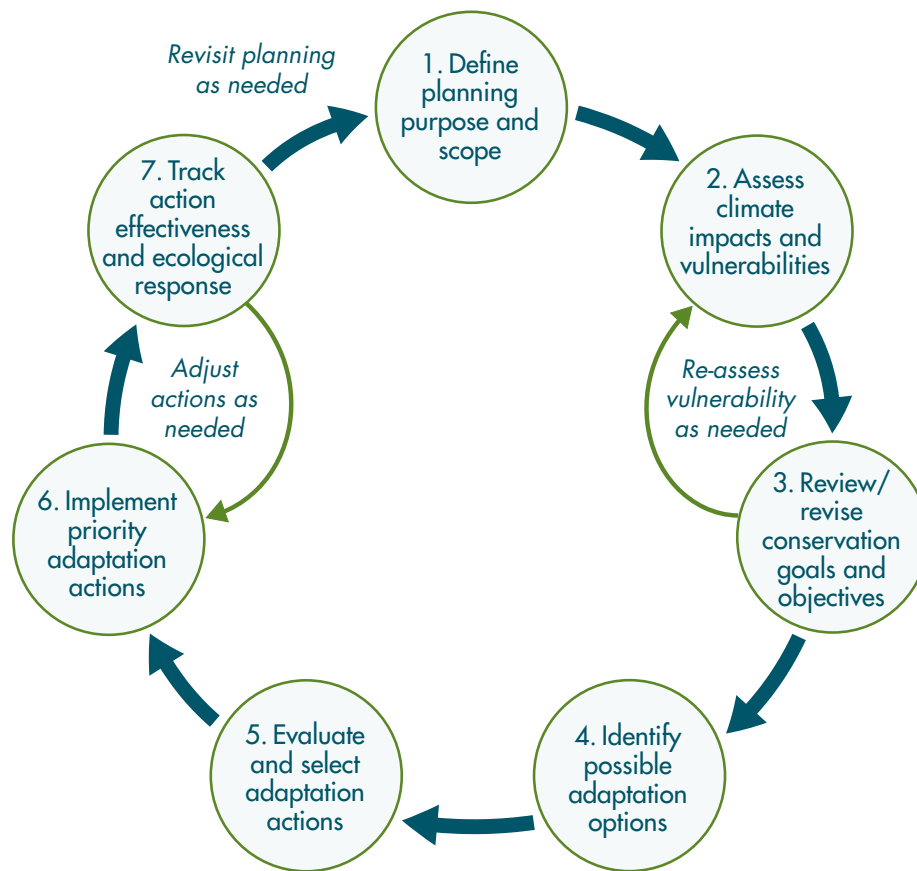 Revisit planning
as needed
1. Define
planning
purpose and
scope
2. Assess
climate
impacts and
vulnerabilities
Re-assess
vulnerability
as needed
3. Review/
revise
conservation
goals and
objectives
4. Identify
possible
adaptation
options
5. Evaluate
and select
adaptation
actions
6. Implement
priority
adaptation
actions
Adjust
actions as
needed
7. Track
action
effectiveness
and ecological
response